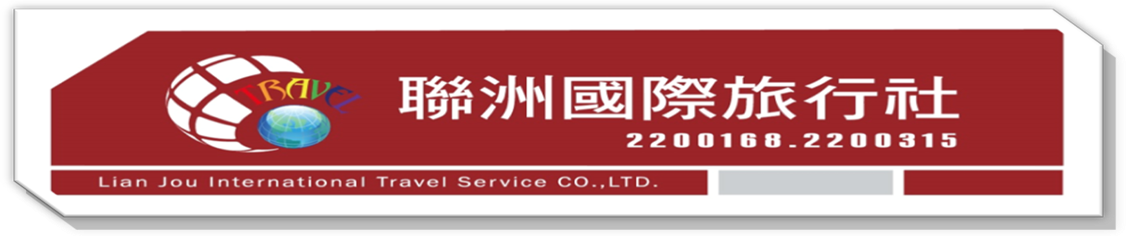 TRAVEL
聯洲國際旅行社
2200168.2200315
Lian Jou International Travel Service CO.,LTD.